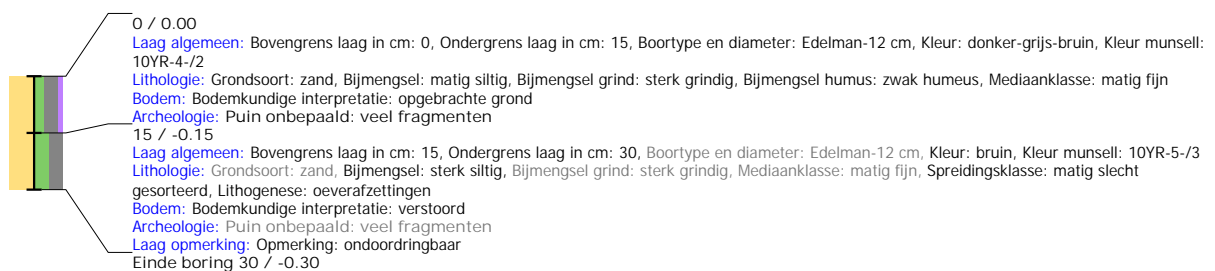 0 / 0.00
Laag algemeen: Bovengrens laag in cm: 0, Ondergrens laag in cm: 15, Boortype en diameter: Edelman-12 cm, Kleur: donker-grijs-bruin, Kleur munsell:
10YR-4-/2
Lithologie: Grondsoort: zand, Bijmengsel: matig siltig, Bijmengsel grind: sterk grindig, Bijmengsel humus: zwak humeus, Mediaanklasse: matig fijn
Bodem: Bodemkundige interpretatie: opgebrachte grond
Archeologie: Puin onbepaald: veel fragmenten
15 / -0.15
Laag algemeen: Bovengrens laag in cm: 15, Ondergrens laag in cm: 30, Boortype en diameter: Edelman-12 cm, Kleur: bruin, Kleur munsell: 10YR-5-/3
Lithologie: Grondsoort: zand, Bijmengsel: sterk siltig, Bijmengsel grind: sterk grindig, Mediaanklasse: matig fijn, Spreidingsklasse: matig slecht
gesorteerd, Lithogenese: oeverafzettingen
Bodem: Bodemkundige interpretatie: verstoord
Archeologie: Puin onbepaald: veel fragmenten
Laag opmerking: Opmerking: ondoordringbaar
Einde boring 30 / -0.30